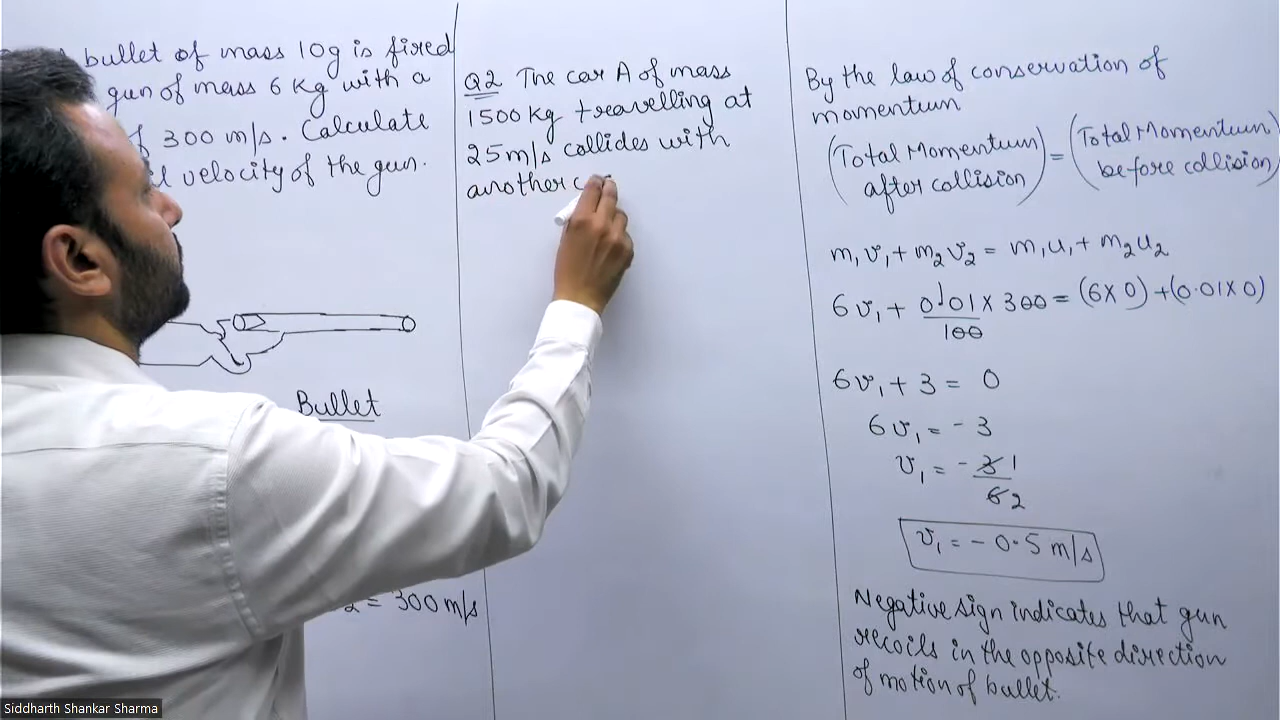 bullet of mass 10g is fired
gun of mass 6 Kg with a
300 m/s. Calculate
velocity of the gun.
Bullet
= 300 m/s
Q2 The car A of mass
1500 kg travelling at
25 m/s collides with
another
By the law of conservation of
momentum
(Total Momentum after collision) = (Total Momentum before collision)
m₁v₁ + m₂v₂ = m₁u₁ + m₂u₂
6v₁ + 0.01 × 300 = (6×0) + (0.01×0)
100
6v₁ + 3 = 0
6v₁ = -3
v₁ = -3 1
6 2
v₁ = -0.5 m/s
Negative sign indicates that gun
recoils in the opposite direction
of motion of bullet.
Siddharth Shankar Sharma